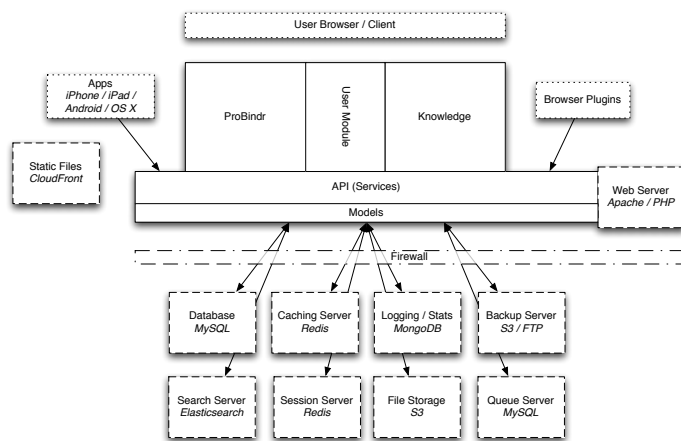 User Browser / Client
Apps
iPhone / iPad /
Android / OS X
ProBindr
User Module
Knowledge
Browser Plugins
Static Files
CloudFront
API (Services)
Models
Web Server
Apache / PHP
Firewall
Database
MySQL
Caching Server
Redis
Logging / Stats
MongoDB
Backup Server
S3 / FTP
Search Server
Elasticsearch
Session Server
Redis
File Storage
S3
Queue Server
MySQL